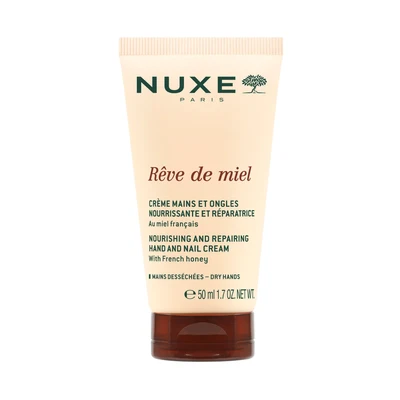 NUXE
PARIS
Rêve de miel
CRÈME MAINS ET ONGLES
NOURRISSANTE ET RÉPARATRICE
Au miel français
NOURISHING AND REPAIRING
HAND AND NAIL CREAM
With French honey
MAINS DESSÉCHÉES – DRY HANDS
℮ 50 ml 1.7 OZ. NET WT.